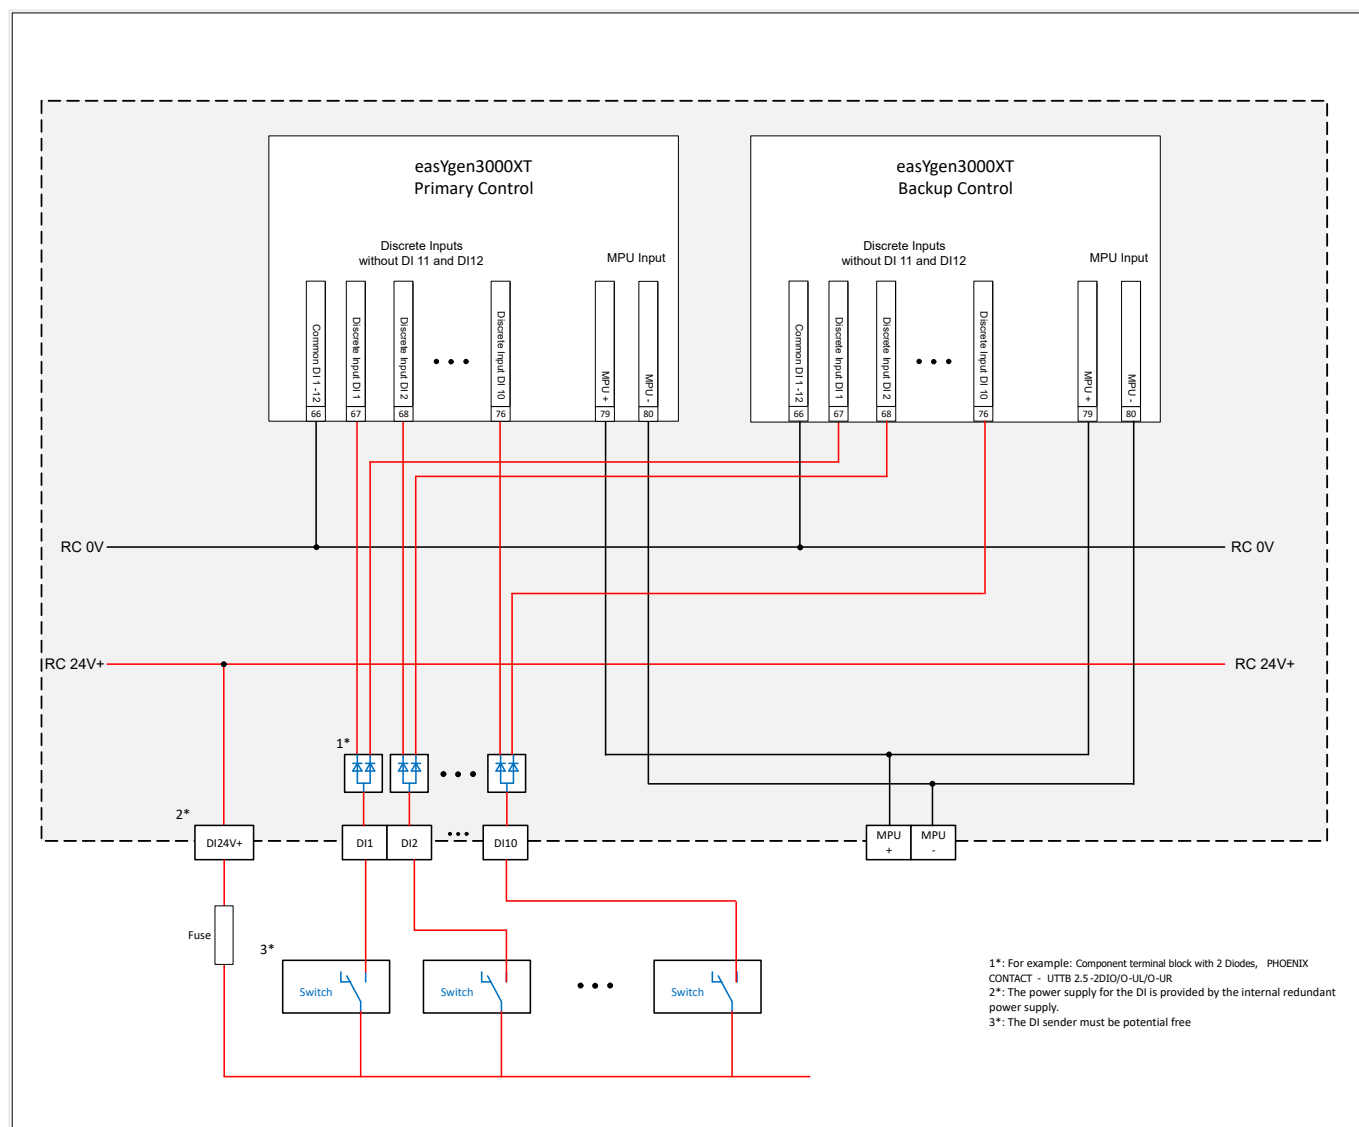 easYgen3000XT
Primary Control
easYgen3000XT
Backup Control
Discrete Inputs
without DI 11 and DI12
MPU Input
Discrete Inputs
without DI 11 and DI12
MPU Input
Common DI 1 -12
Discrete Input DI 1
Discrete Input DI 2
Discrete Input DI 10
MPU +
MPU -
Common DI 1 -12
Discrete Input DI 1
Discrete Input DI 2
Discrete Input DI 10
MPU +
MPU -
66
67
68
76
79
80
66
67
68
76
79
80
RC 0V
RC 0V
RC 24V+
RC 24V+
1*
2*
DI24V+
DI1
DI2
DI10
MPU
+
MPU
-
Fuse
3*
Switch
Switch
Switch
1*: For example: Component terminal block with 2 Diodes, PHOENIX
CONTACT - UTTB 2.5-2DIO/O-UL/O-UR
2*: The power supply for the DI is provided by the internal redundant
power supply.
3*: The DI sender must be potential free